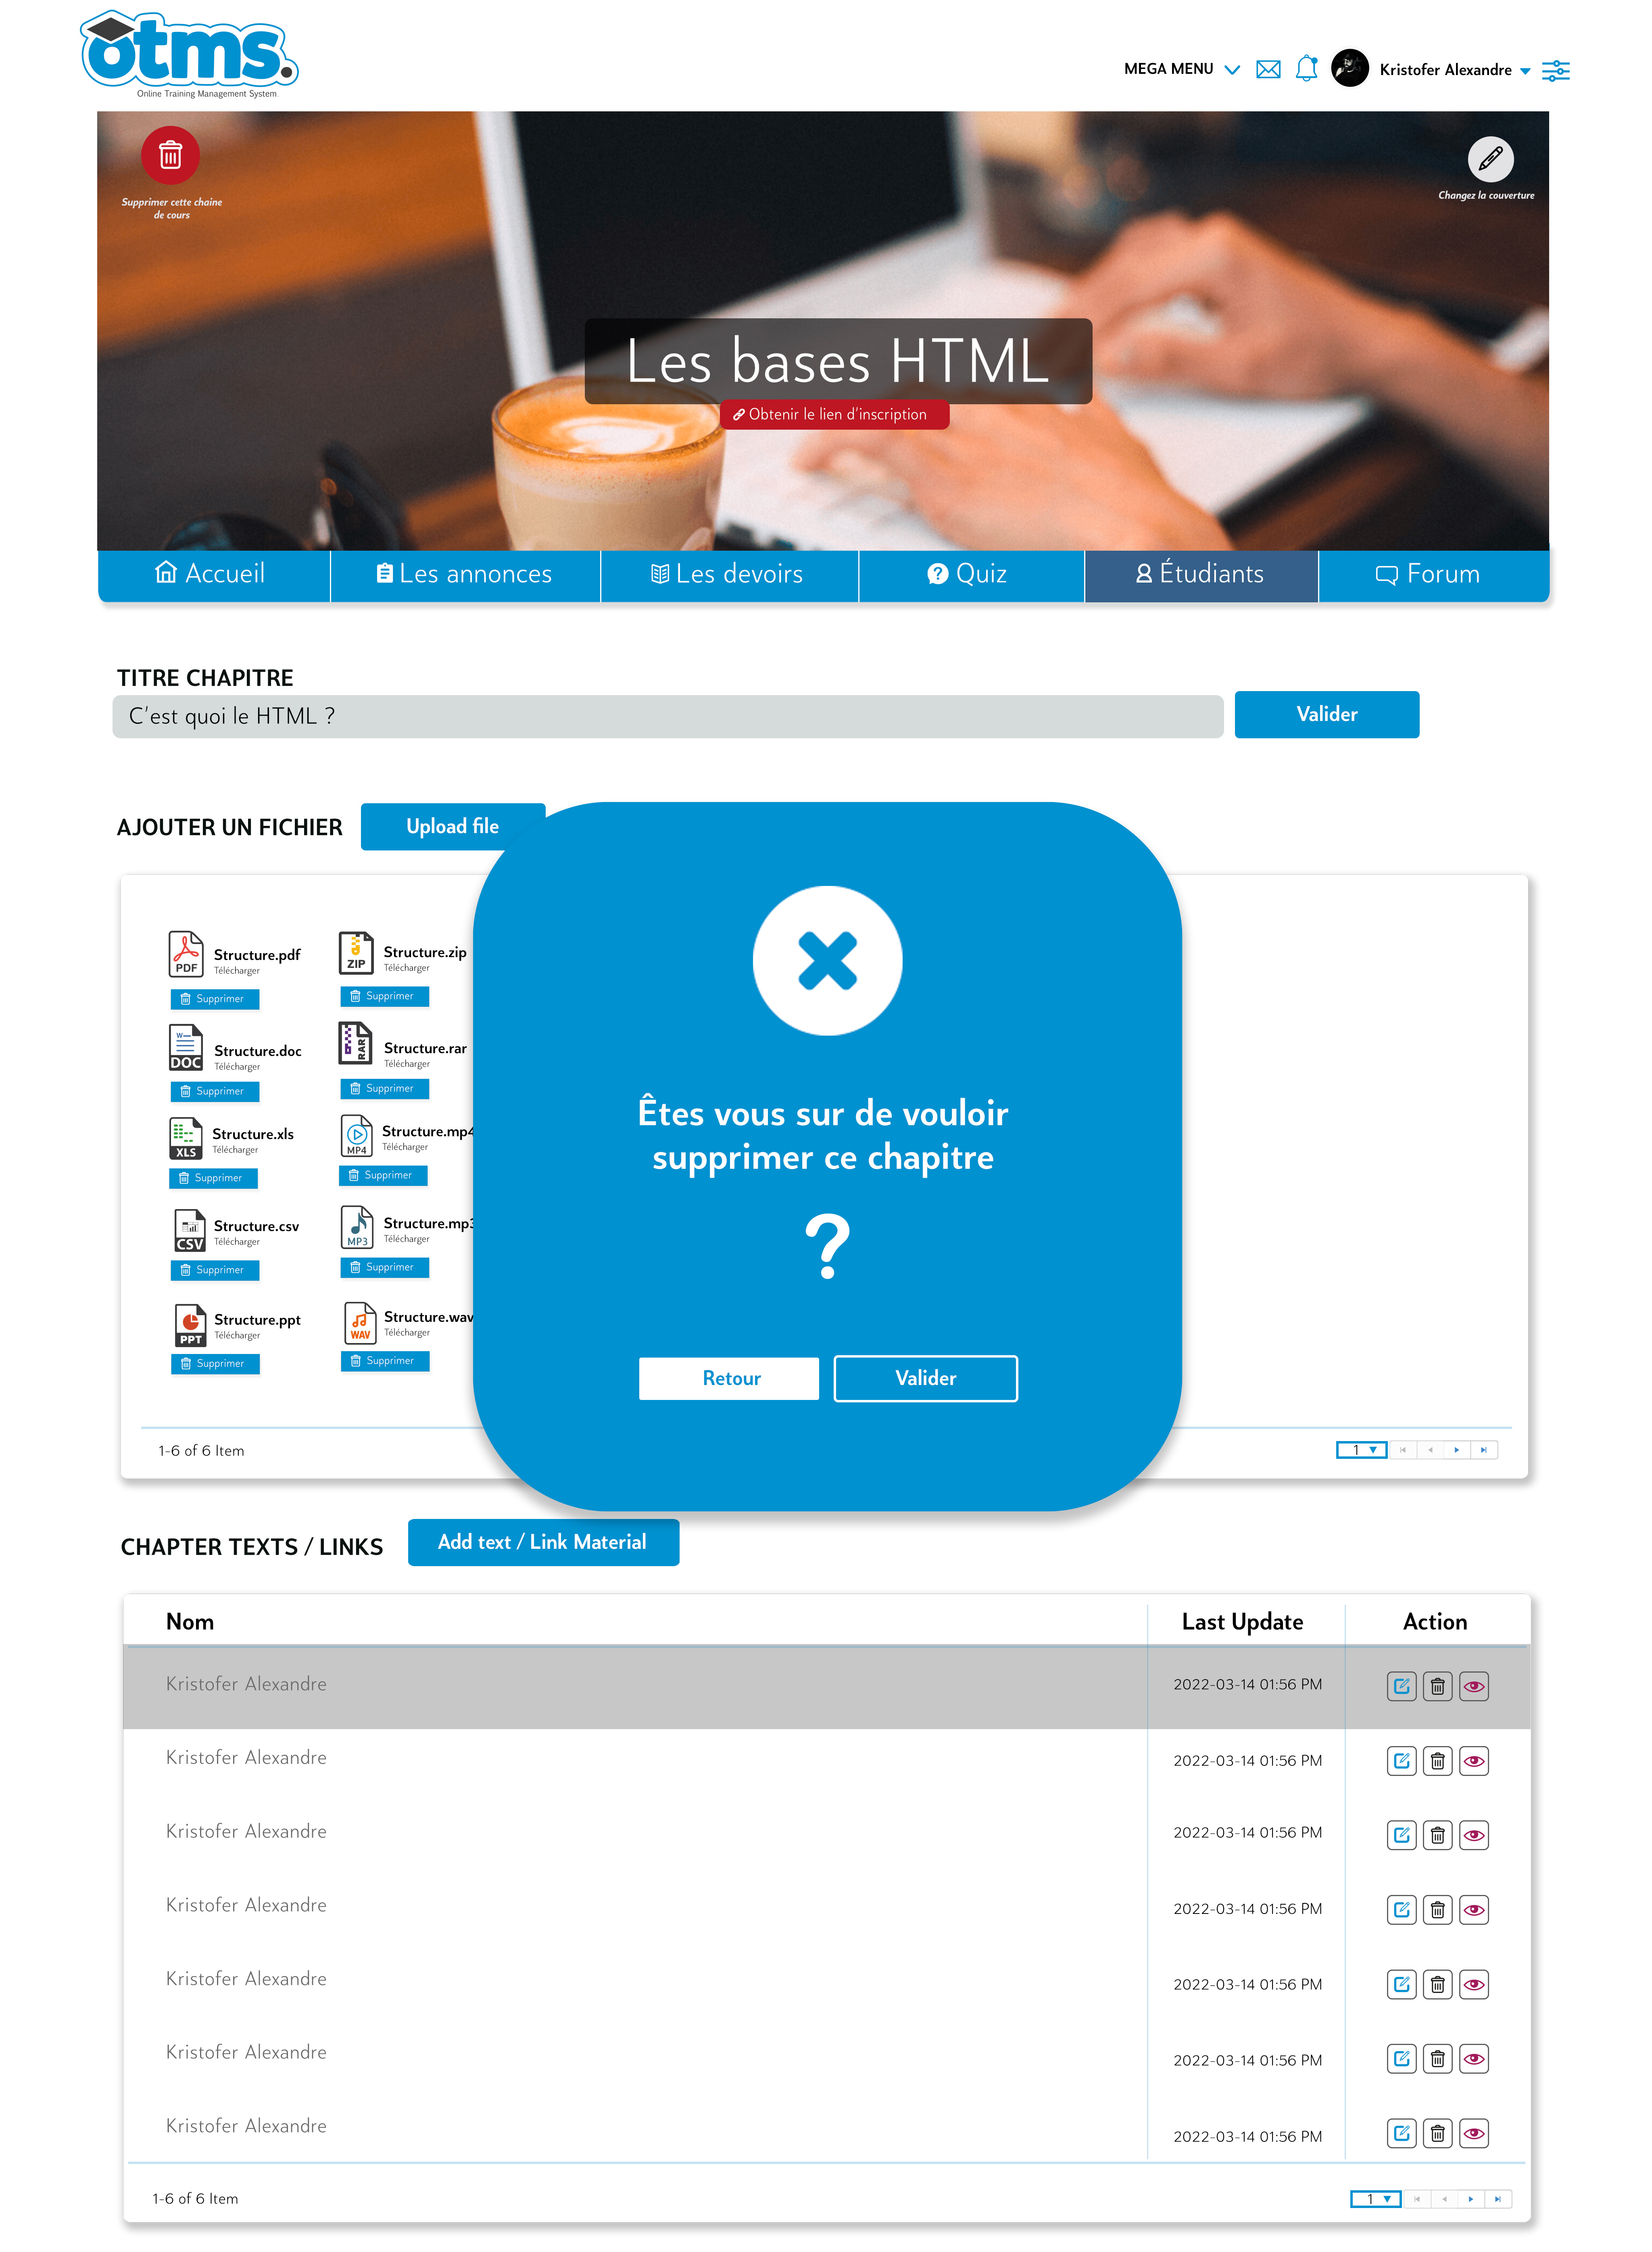 otms.
Online Training Management System
MEGA MENU
Kristofer Alexandre
Supprimer cette chaine
de cours
Changez la couverture
Les bases HTML
Obtenir le lien d'inscription
Accueil
Les annonces
Les devoirs
Quiz
Étudiants
Forum
TITRE CHAPITRE
C'est quoi le HTML ?
Valider
AJOUTER UN FICHIER
Upload file
PDF
Structure.pdf
Télécharger
Supprimer
ZIP
Structure.zip
Télécharger
Supprimer
DOC
Structure.doc
Télécharger
Supprimer
RAR
Structure.rar
Télécharger
Supprimer
XLS
Structure.xls
Télécharger
Supprimer
MP4
Structure.mp4
Télécharger
Supprimer
CSV
Structure.csv
Télécharger
Supprimer
MP3
Structure.mp3
Télécharger
Supprimer
PPT
Structure.ppt
Télécharger
Supprimer
WAV
Structure.wav
Télécharger
Supprimer
Êtes vous sur de vouloir
supprimer ce chapitre
?
Retour
Valider
1-6 of 6 Item
1
CHAPTER TEXTS / LINKS
Add text / Link Material
Nom
Last Update
Action
Kristofer Alexandre
2022-03-14 01:56 PM
Kristofer Alexandre
2022-03-14 01:56 PM
Kristofer Alexandre
2022-03-14 01:56 PM
Kristofer Alexandre
2022-03-14 01:56 PM
Kristofer Alexandre
2022-03-14 01:56 PM
Kristofer Alexandre
2022-03-14 01:56 PM
Kristofer Alexandre
2022-03-14 01:56 PM
1-6 of 6 Item
1